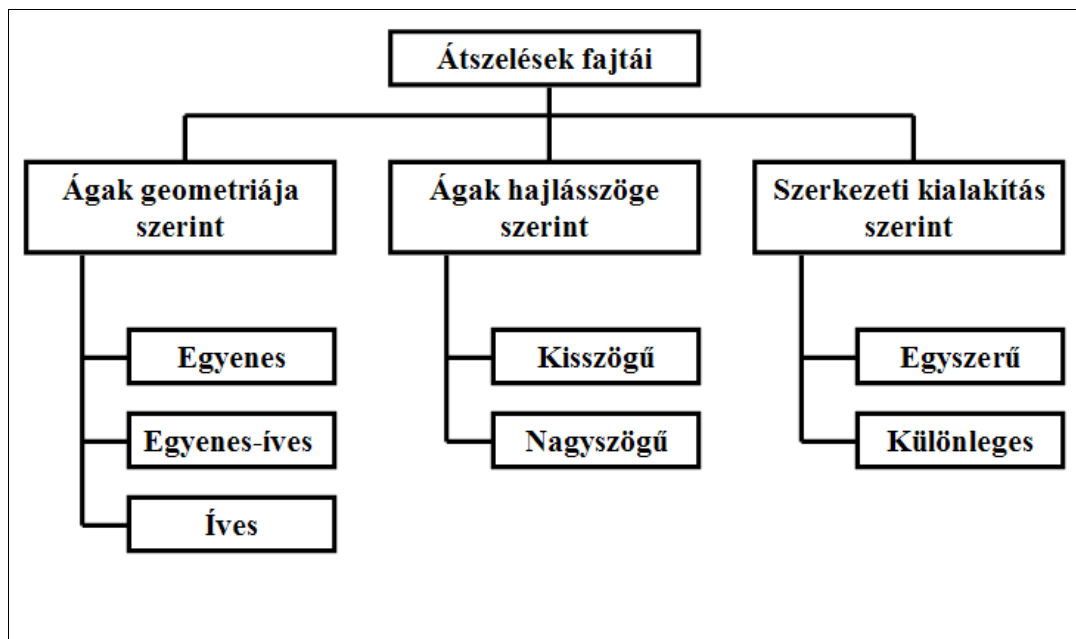 Átszelések fajtái
Ágak geometriája
szerint
Ágak hajlásszöge
szerint
Szerkezeti kialakítás
szerint
Egyenes
Egyenes-íves
Íves
Kisszögű
Nagyszögű
Egyszerű
Különleges